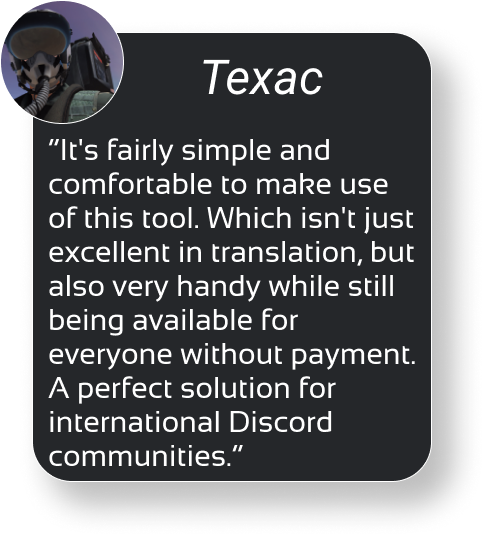 Texac
“It's fairly simple and
comfortable to make use
of this tool. Which isn't just
excellent in translation, but
also very handy while still
being available for
everyone without payment.
A perfect solution for
international Discord
communities.”